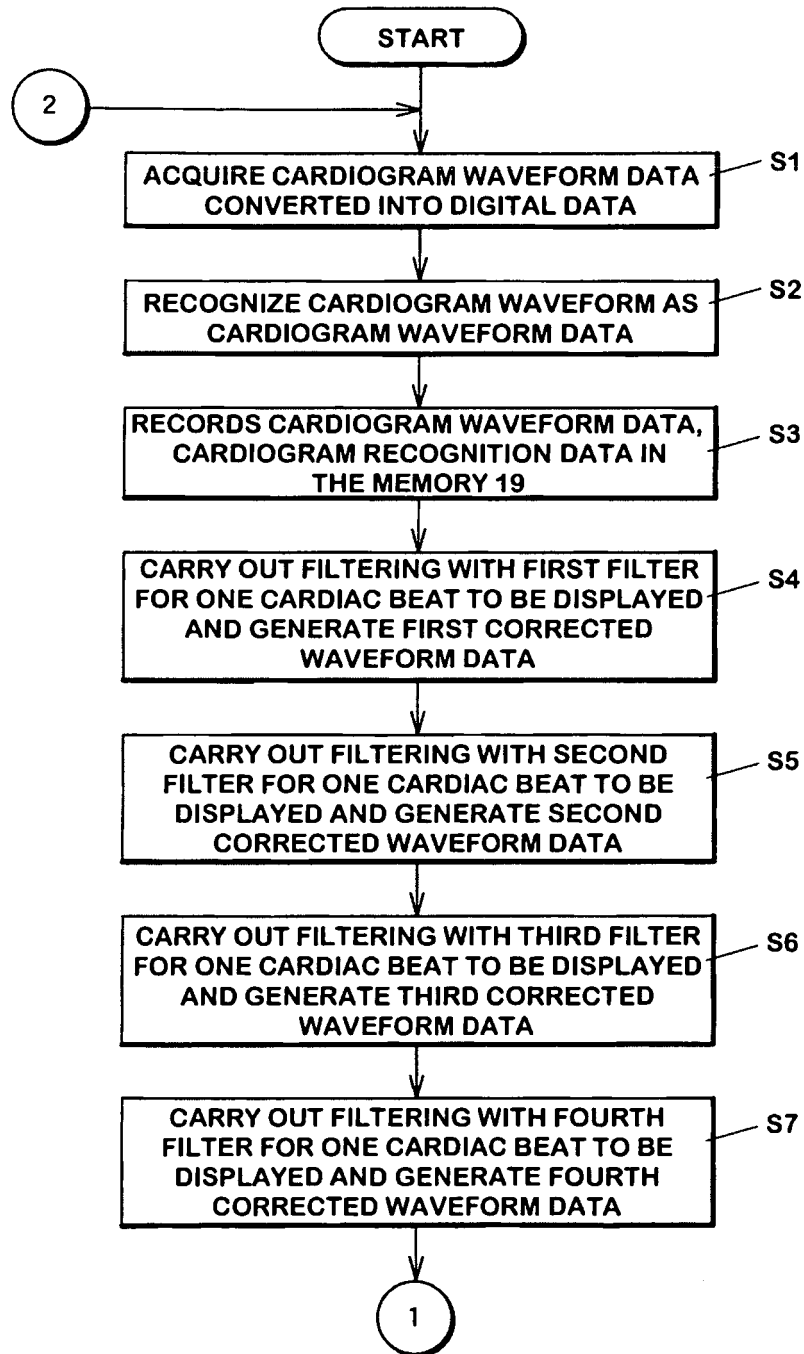 START
2
ACQUIRE CARDIOGRAM WAVEFORM DATA
CONVERTED INTO DIGITAL DATA
S1
RECOGNIZE CARDIOGRAM WAVEFORM AS
CARDIOGRAM WAVEFORM DATA
S2
RECORDS CARDIOGRAM WAVEFORM DATA,
CARDIOGRAM RECOGNITION DATA IN
THE MEMORY 19
S3
CARRY OUT FILTERING WITH FIRST FILTER
FOR ONE CARDIAC BEAT TO BE DISPLAYED
AND GENERATE FIRST CORRECTED
WAVEFORM DATA
S4
CARRY OUT FILTERING WITH SECOND
FILTER FOR ONE CARDIAC BEAT TO BE
DISPLAYED AND GENERATE SECOND
CORRECTED WAVEFORM DATA
S5
CARRY OUT FILTERING WITH THIRD FILTER
FOR ONE CARDIAC BEAT TO BE DISPLAYED
AND GENERATE THIRD CORRECTED
WAVEFORM DATA
S6
CARRY OUT FILTERING WITH FOURTH
FILTER FOR ONE CARDIAC BEAT TO BE
DISPLAYED AND GENERATE FOURTH
CORRECTED WAVEFORM DATA
S7
1